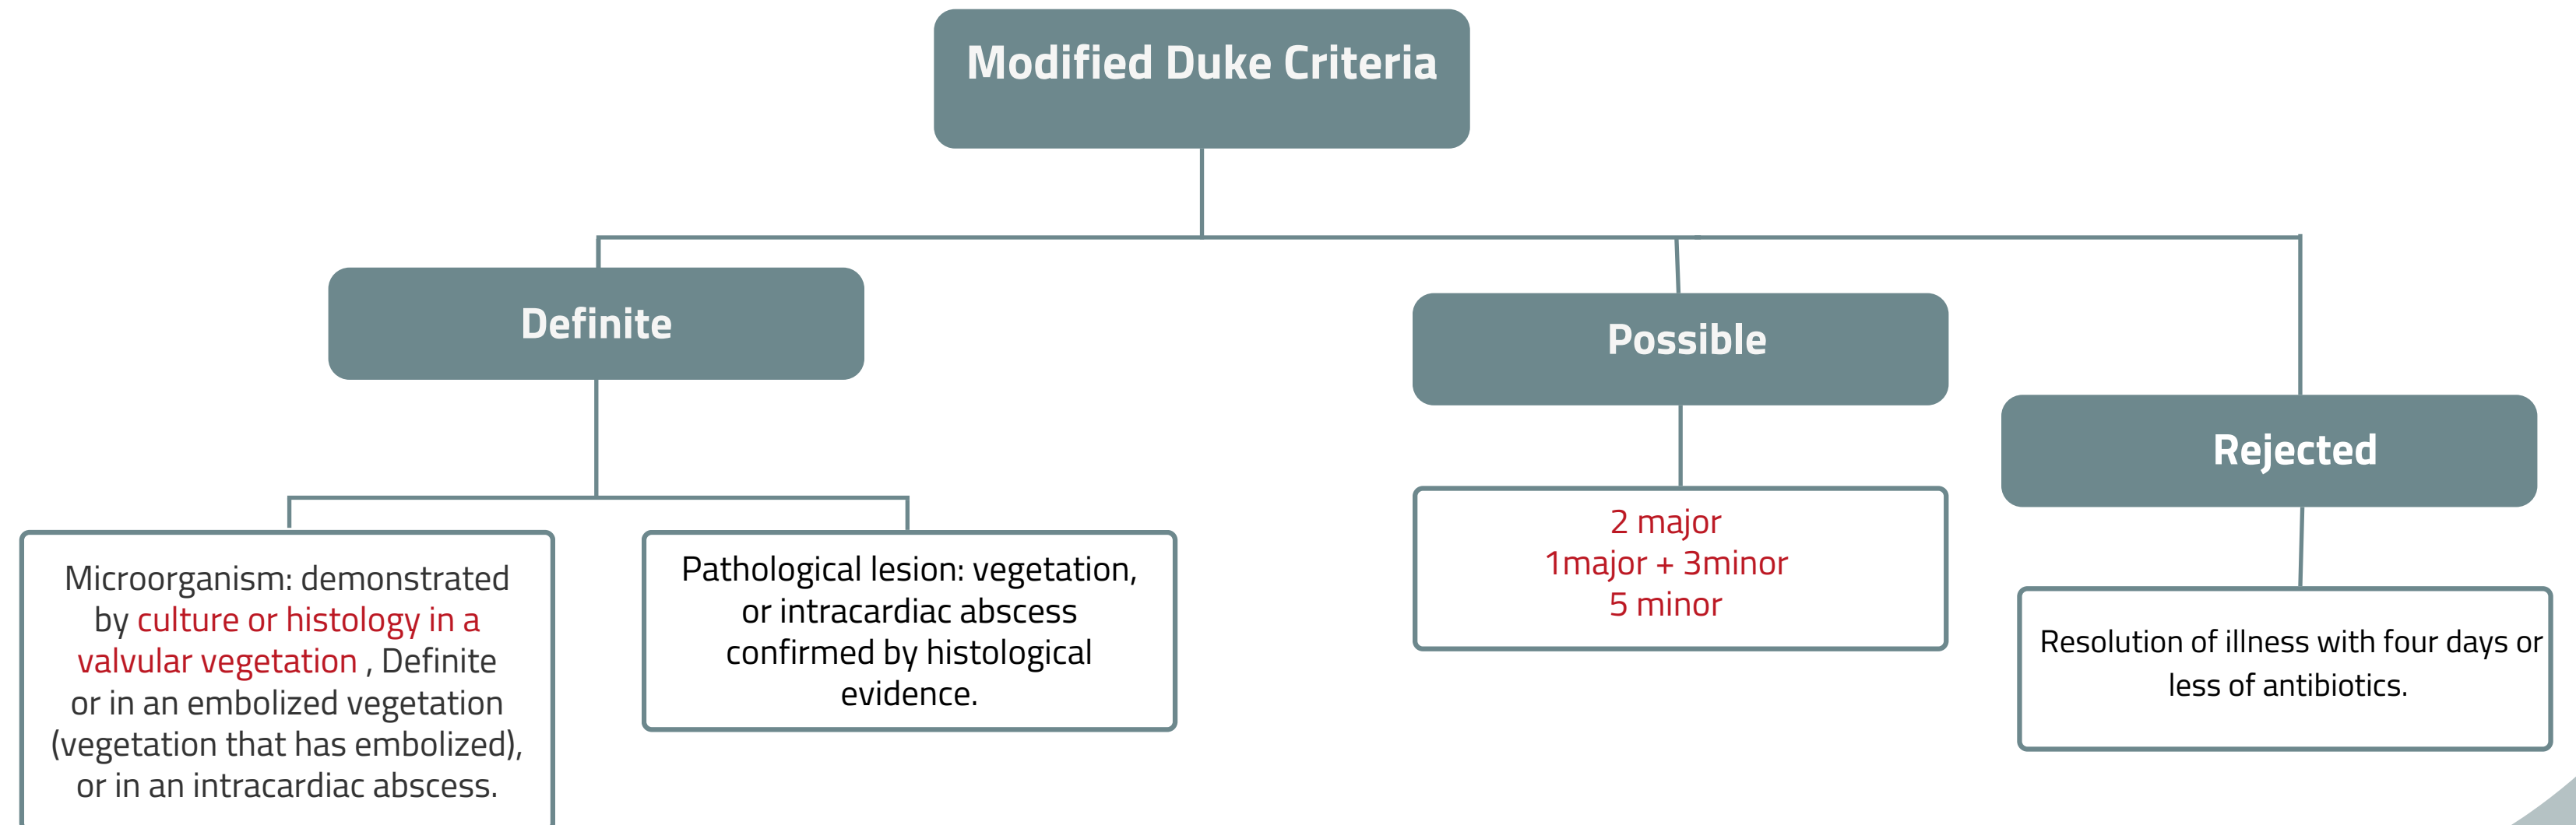 Modified Duke Criteria
Definite
Possible
Rejected
Microorganism: demonstrated
by culture or histology in a
valvular vegetation , Definite
or in an embolized vegetation
(vegetation that has embolized),
or in an intracardiac abscess.
Pathological lesion: vegetation,
or intracardiac abscess
confirmed by histological
evidence.
2 major
1major + 3minor
5 minor
Resolution of illness with four days or
less of antibiotics.